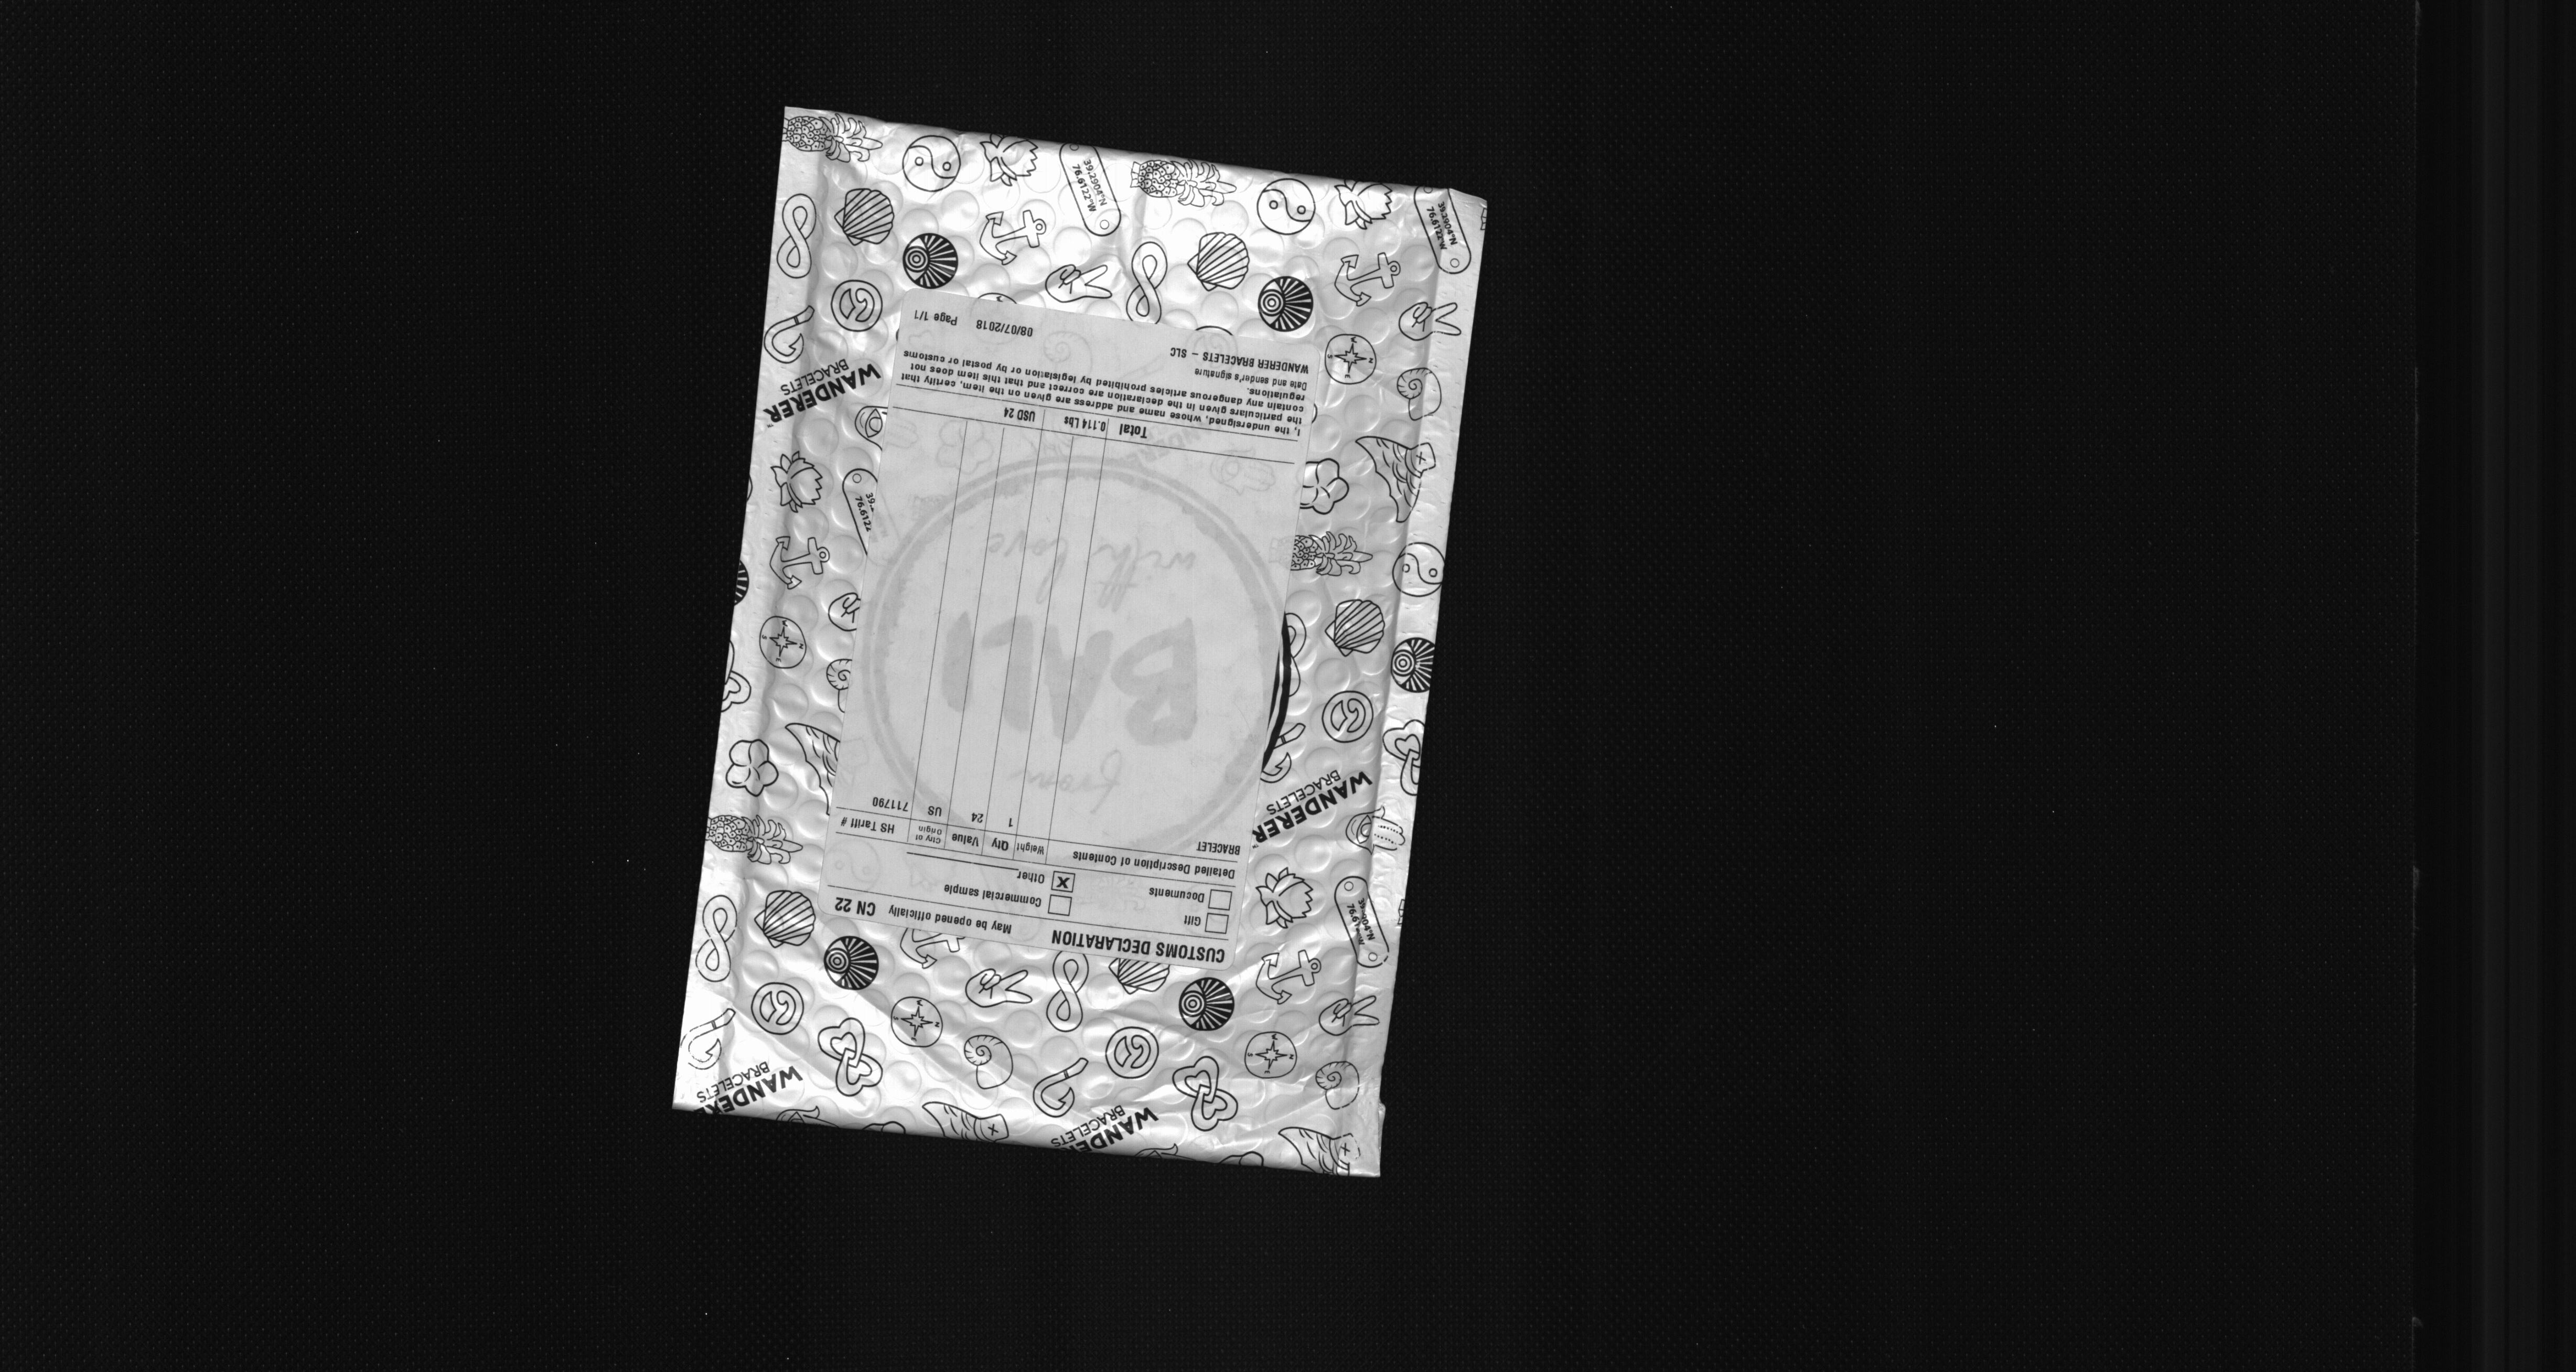 CUSTOMS DECLARATION May be opened officially CN 22
Gift Commercial sample
Documents X Other
Detailed Description of Contents Weight Qty Value Ctry of Origin HS Tariff #
BRACELET 1 24 US 711790
from
BALI
with love
Total 0.114 Lbs USD 24
I, the undersigned, whose name and address are given on the item, certify that
the particulars given in the declaration are correct and that this item does not
contain any dangerous articles prohibited by legislation or by postal or customs
regulations.
Date and sender's signature
WANDERER BRACELETS – SLC 08/07/2018 Page 1/1
WANDERER
BRACELETS
WANDERER
BRACELETS
WANDERER
BRACELETS
WANDERER
BRACELETS
39.2904°N
76.6122°W
39.2904°N
76.6122°W